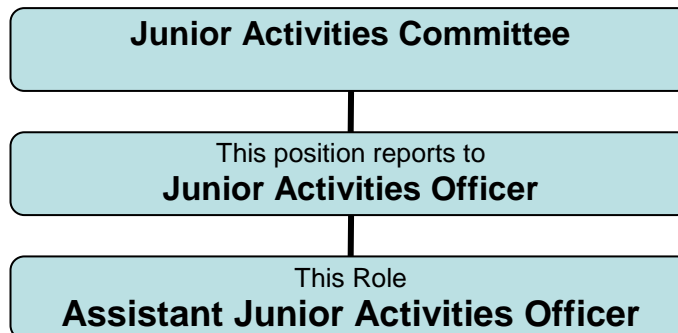 Junior Activities Committee
This position reports to
Junior Activities Officer
This Role
Assistant Junior Activities Officer